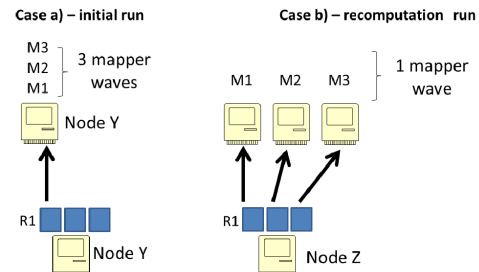 Case a) – initial run
M3
M2
M1
3 mapper
waves
Node Y
R1
Node Y
Case b) – recomputation run
M1 M2 M3
1 mapper
wave
R1
Node Z